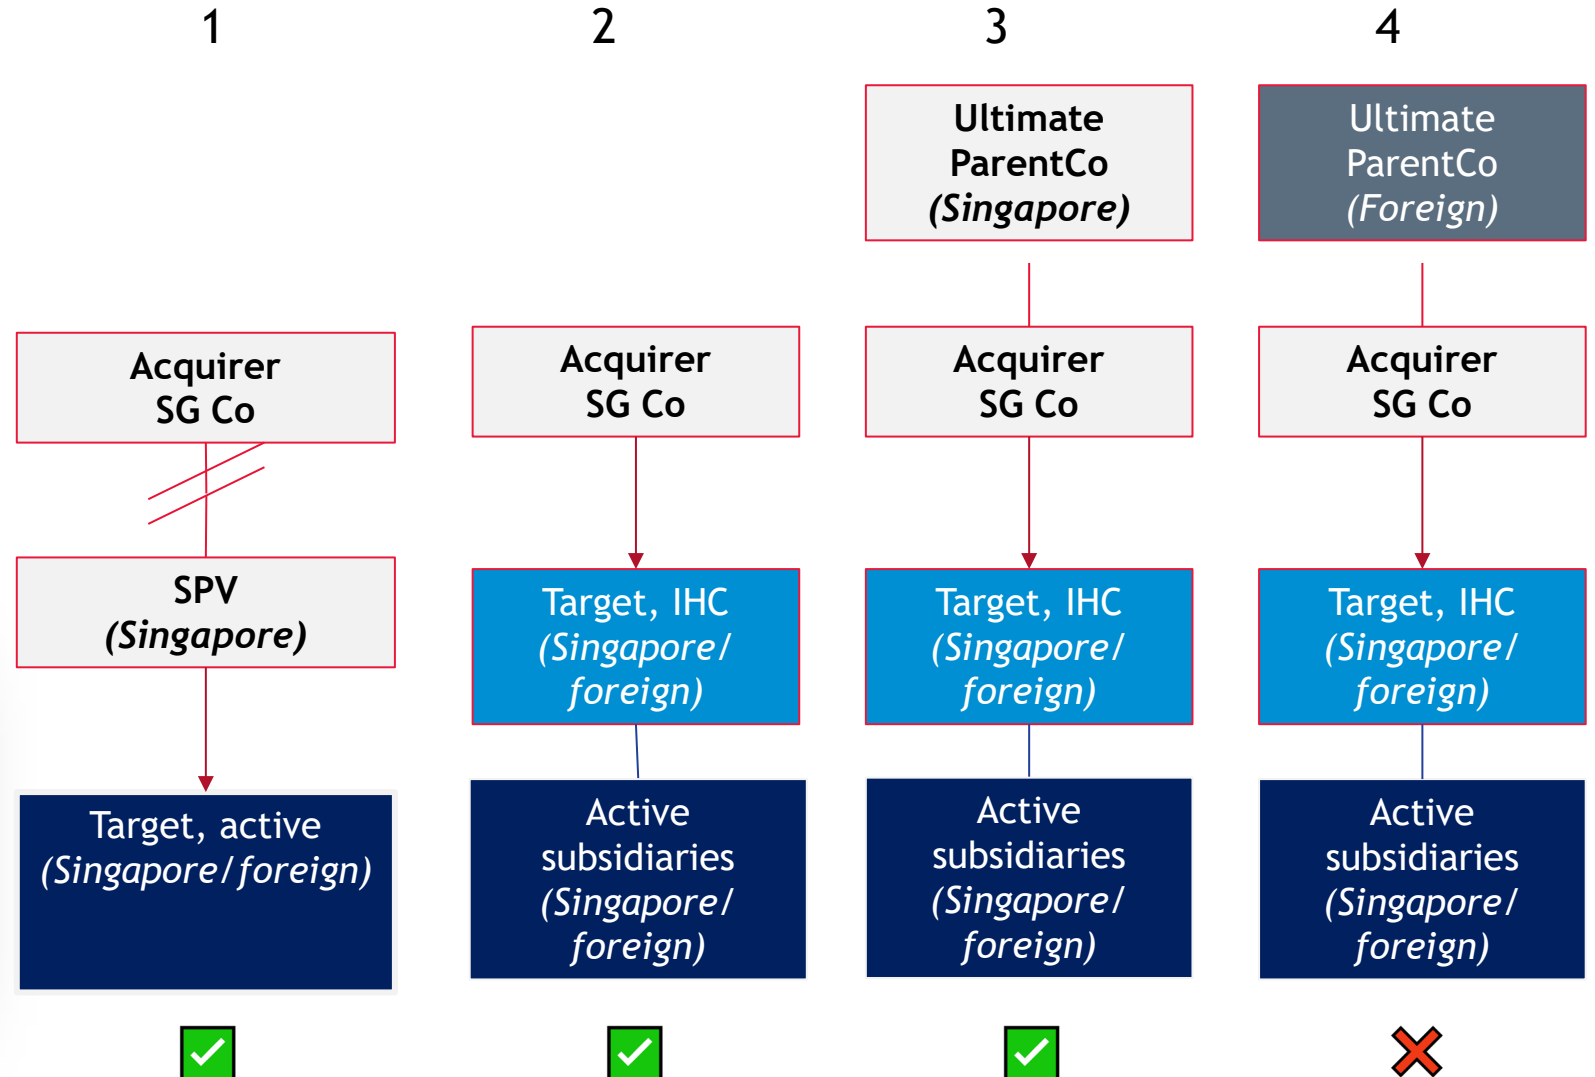 1
Acquirer
SG Co
SPV
(Singapore)
Target, active
(Singapore/foreign)
2
Acquirer
SG Co
Target, IHC
(Singapore/
foreign)
Active
subsidiaries
(Singapore/
foreign)
3
Ultimate
ParentCo
(Singapore)
Acquirer
SG Co
Target, IHC
(Singapore/
foreign)
Active
subsidiaries
(Singapore/
foreign)
4
Ultimate
ParentCo
(Foreign)
Acquirer
SG Co
Target, IHC
(Singapore/
foreign)
Active
subsidiaries
(Singapore/
foreign)